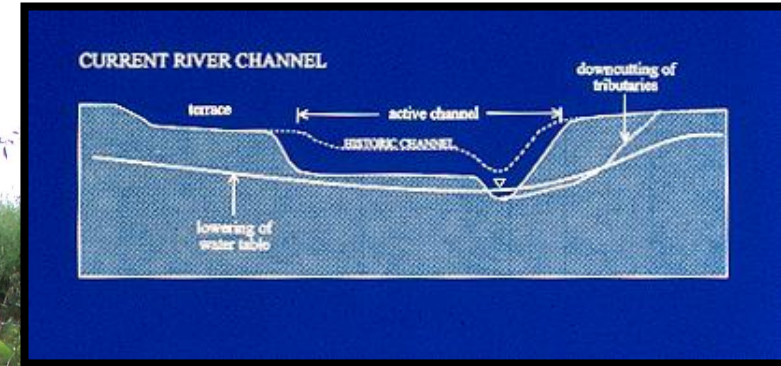 CURRENT RIVER CHANNEL
downcutting of
tributaries
terrace
active channel
HISTORIC CHANNEL
lowering of
water table